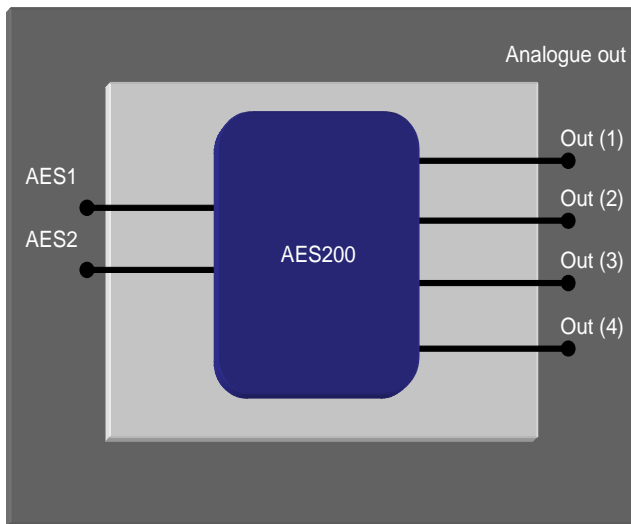 Analogue out
Out (1)
AES1
Out (2)
AES2
AES200
Out (3)
Out (4)